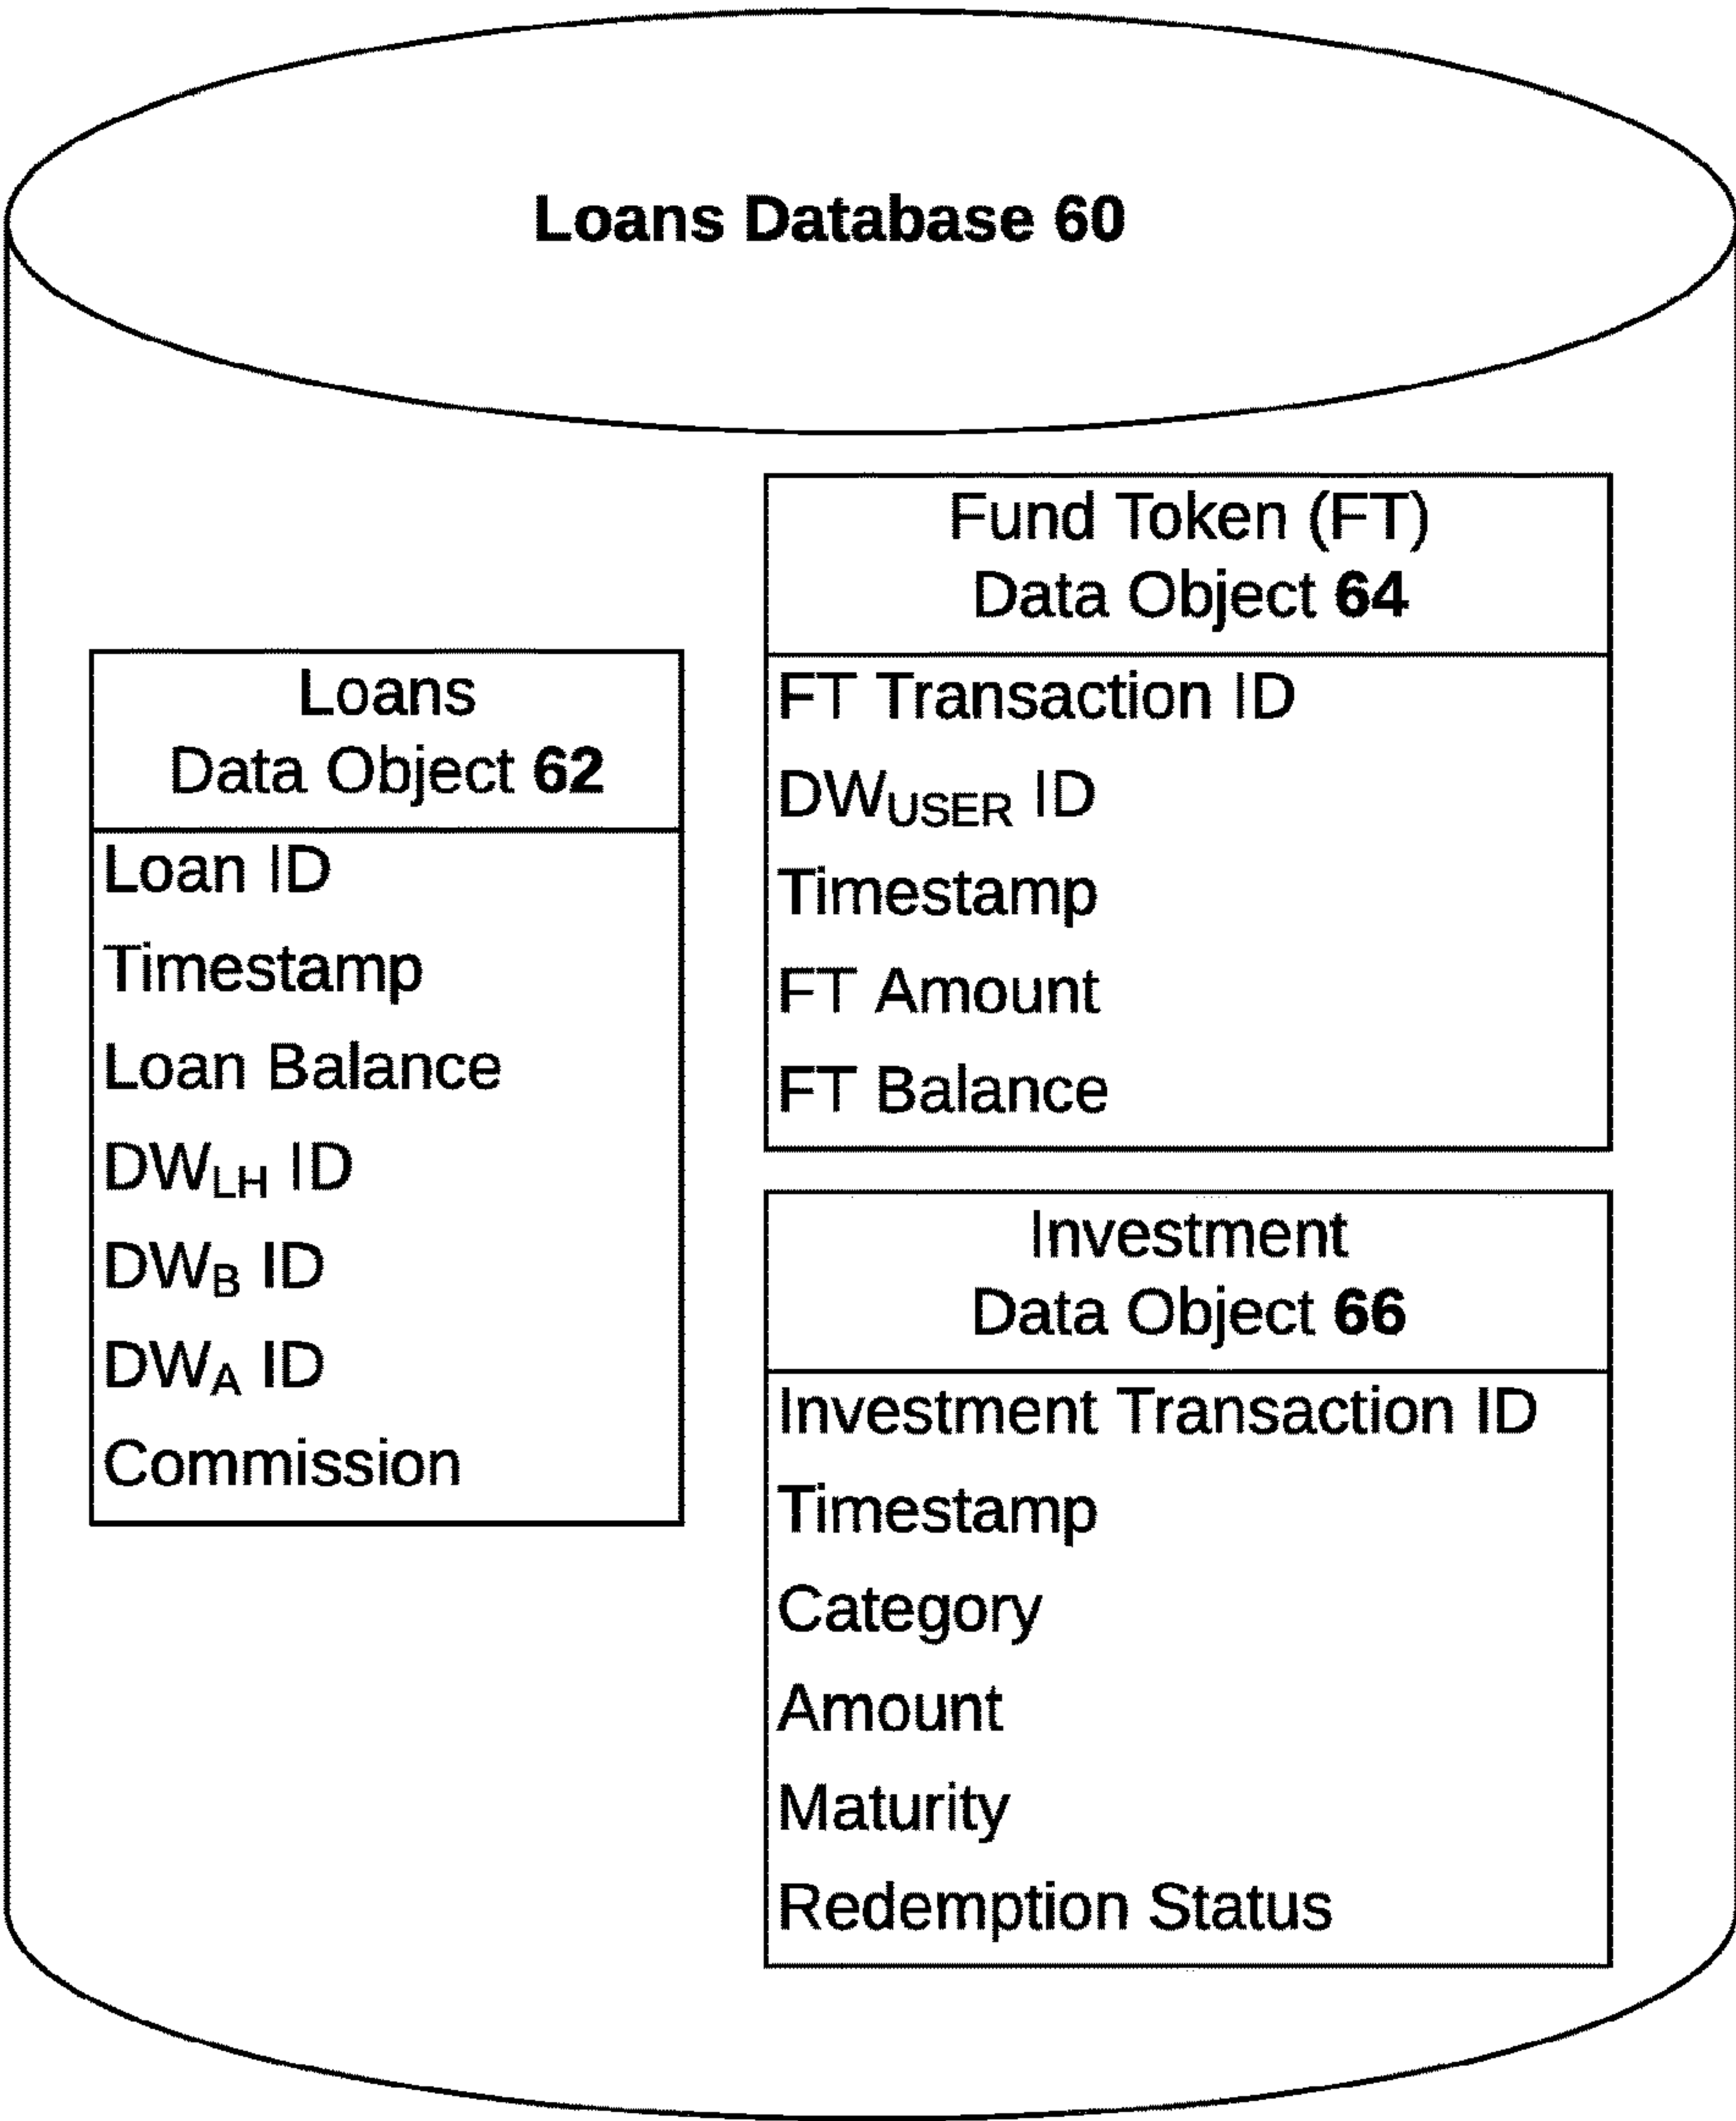 Loans Database 60
Loans
Data Object 62
Loan ID
Timestamp
Loan Balance
DWLH ID
DWB ID
DWA ID
Commission
Fund Token (FT)
Data Object 64
FT Transaction ID
DWUSER ID
Timestamp
FT Amount
FT Balance
Investment
Data Object 66
Investment Transaction ID
Timestamp
Category
Amount
Maturity
Redemption Status